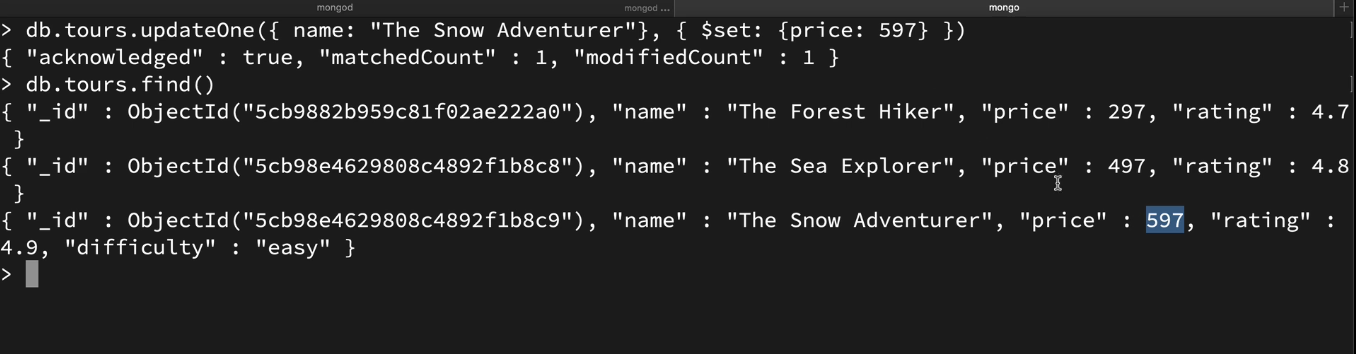 mongod mongod ... mongo +
> db.tours.updateOne({ name: "The Snow Adventurer"}, { $set: {price: 597} })
{ "acknowledged" : true, "matchedCount" : 1, "modifiedCount" : 1 }
> db.tours.find()
{ "_id" : ObjectId("5cb9882b959c81f02ae222a0"), "name" : "The Forest Hiker", "price" : 297, "rating" : 4.7
}
{ "_id" : ObjectId("5cb98e4629808c4892f1b8c8"), "name" : "The Sea Explorer", "price" : 497, "rating" : 4.8
}
{ "_id" : ObjectId("5cb98e4629808c4892f1b8c9"), "name" : "The Snow Adventurer", "price" : 597, "rating" :
4.9, "difficulty" : "easy" }
>